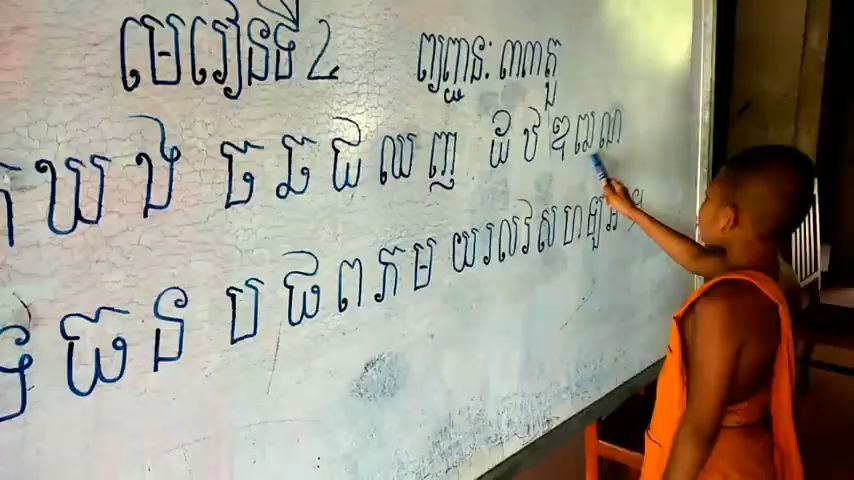 មេរៀនទី ៤ ព្យញ្ជនៈ ៣៣តួ
ឃ ង ច ឆ ជ ឈ ញ ដ ឋ ឌ ឍ ណ
ទ ធ ន ប ផ ព ភ ម យ រ ល វ ស ហ ឡ អ